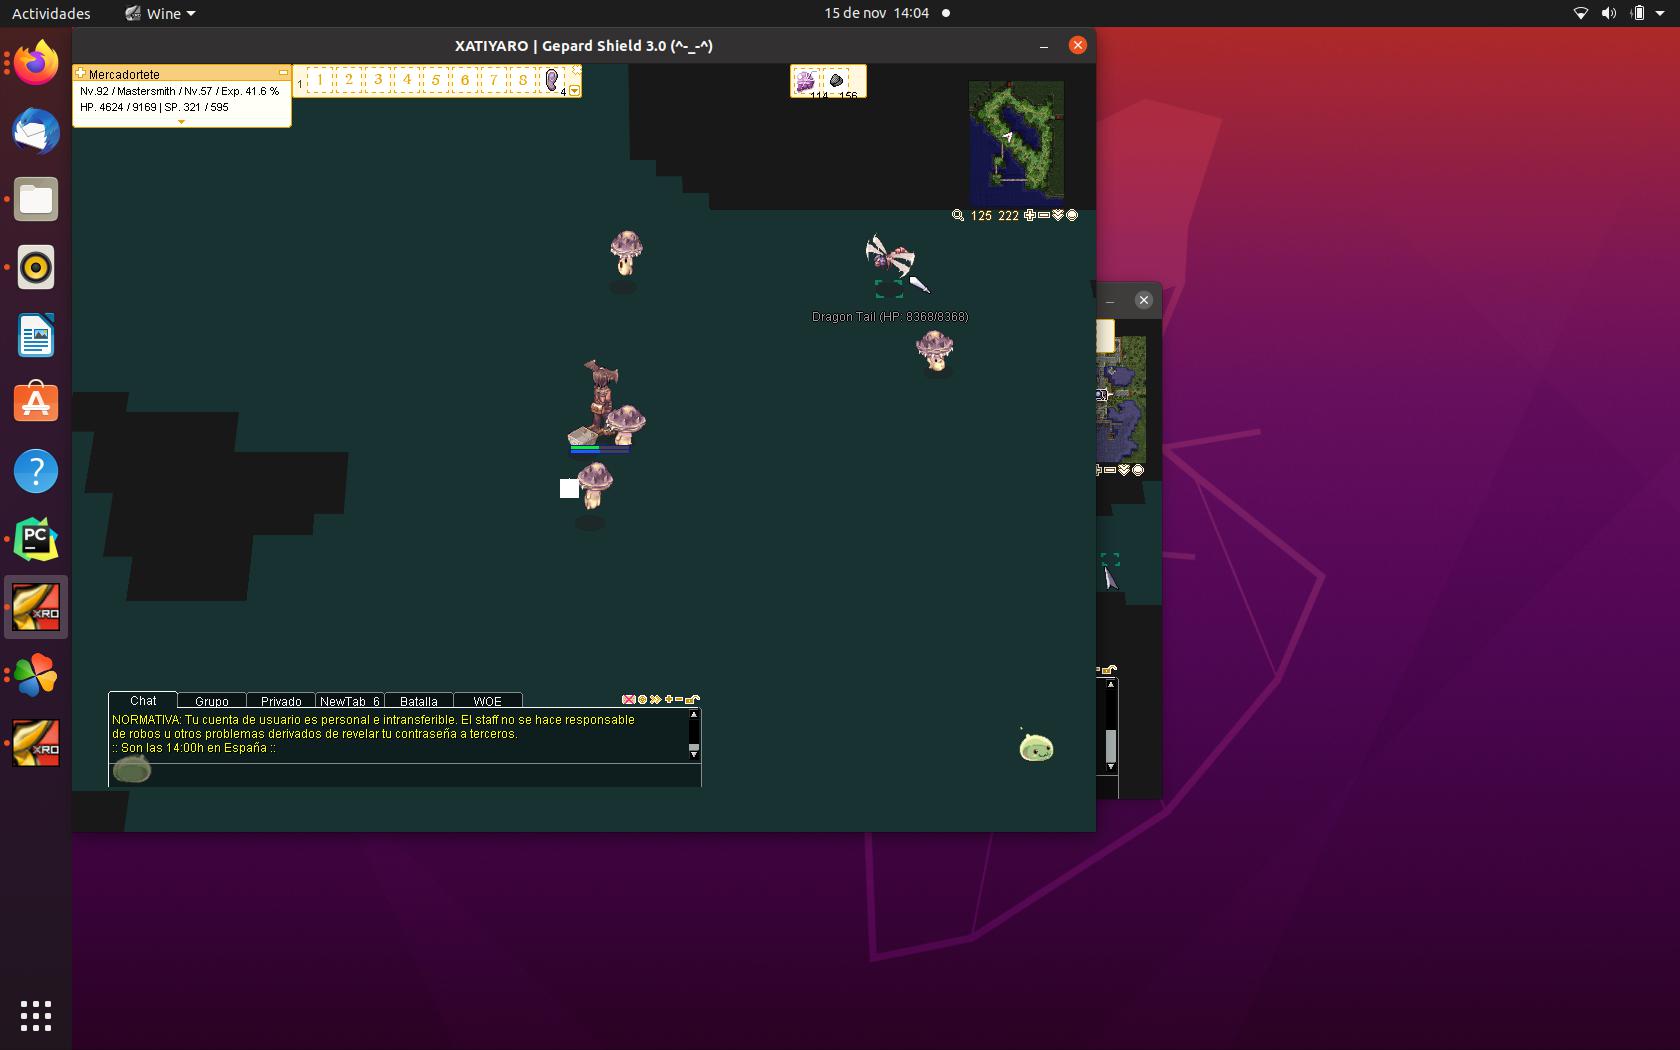 Actividades
Wine
15 de nov 14:04
XATIYARO | Gepard Shield 3.0 (^-_-^)
Mercadortete
Nv.92 / Mastersmith / Nv.57 / Exp. 41.6 %
HP. 4624 / 9169 | SP. 321 / 595
1 1 2 3 4 5 6 7 8 4
114 156
125 222
Dragon Tail (HP: 8368/8368)
PC
XRO
XRO
Chat Grupo Privado NewTab_6 Batalla WOE
NORMATIVA: Tu cuenta de usuario es personal e intransferible. El staff no se hace responsable
de robos u otros problemas derivados de revelar tu contraseña a terceros.
:: Son las 14:00h en España ::